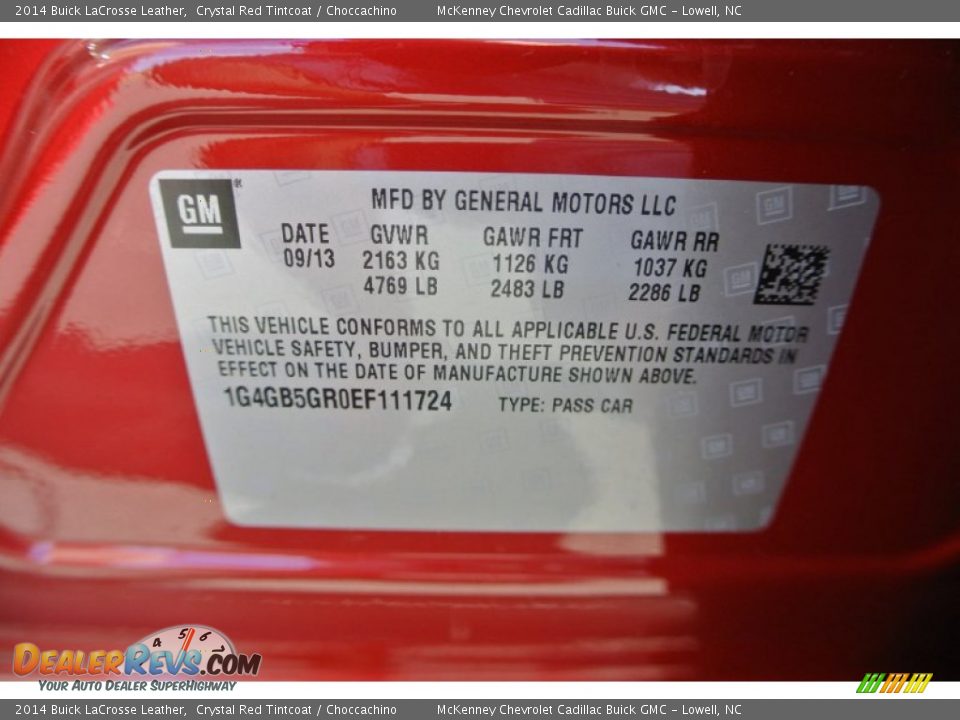 2014 Buick LaCrosse Leather, Crystal Red Tintcoat / Choccachino McKenney Chevrolet Cadillac Buick GMC - Lowell, NC
GM ®
MFD BY GENERAL MOTORS LLC
DATE GVWR GAWR FRT GAWR RR
09/13 2163 KG 1126 KG 1037 KG
4769 LB 2483 LB 2286 LB
THIS VEHICLE CONFORMS TO ALL APPLICABLE U.S. FEDERAL MOTOR
VEHICLE SAFETY, BUMPER, AND THEFT PREVENTION STANDARDS IN
EFFECT ON THE DATE OF MANUFACTURE SHOWN ABOVE.
1G4GB5GR0EF111724 TYPE: PASS CAR
4 5 6
DealerRevs.com
Your Auto Dealer SuperHighway
2014 Buick LaCrosse Leather, Crystal Red Tintcoat / Choccachino McKenney Chevrolet Cadillac Buick GMC - Lowell, NC